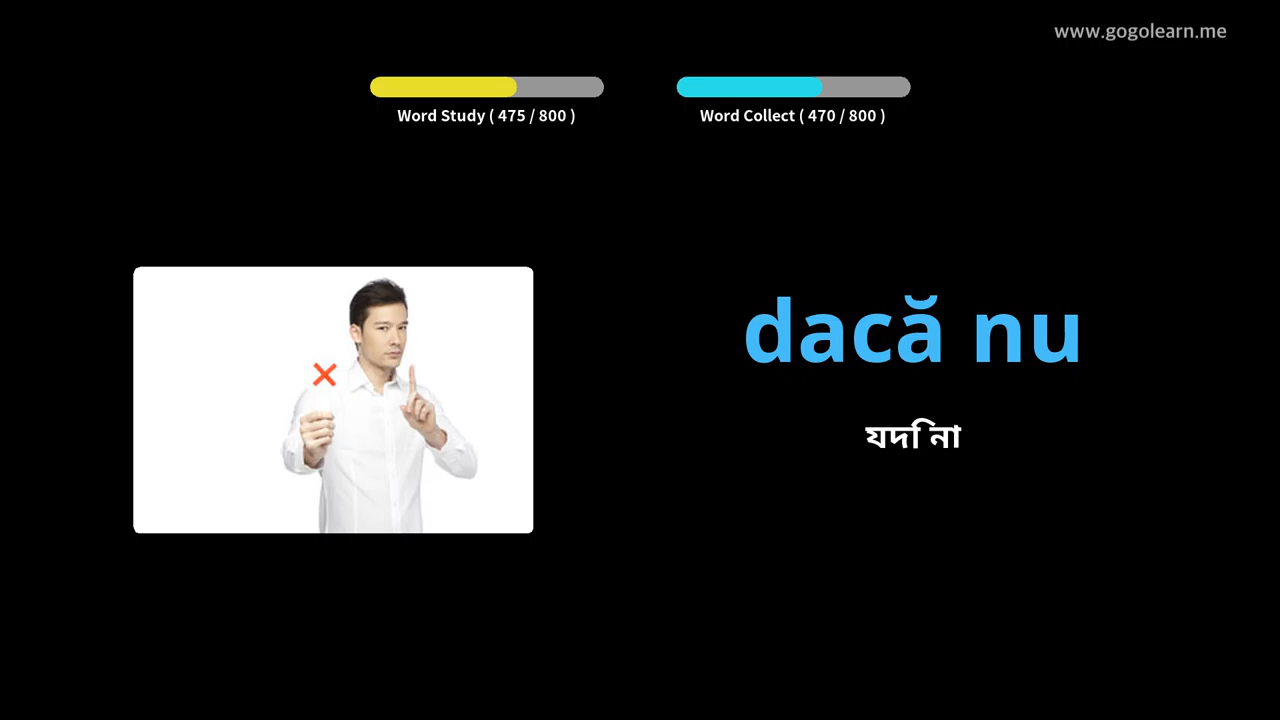 www.gogolearn.me
Word Study ( 475 / 800 )
Word Collect ( 470 / 800 )
dacă nu
যদি না